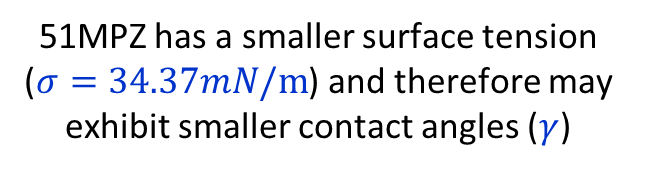 51MPZ has a smaller surface tension
(σ = 34.37mN/m) and therefore may
exhibit smaller contact angles (γ)